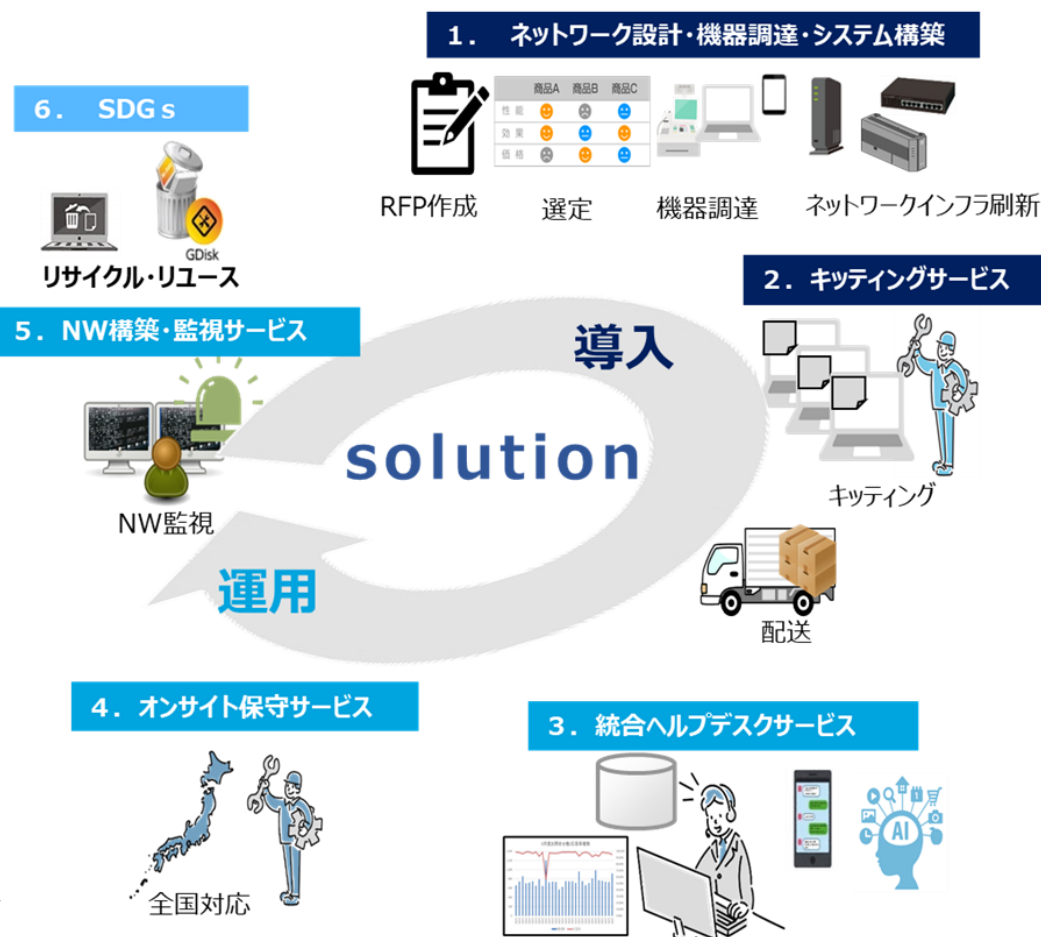 1． ネットワーク設計・機器調達・システム構築
商品A 商品B 商品C
性能
効果
価格
RFP作成
選定
機器調達
ネットワークインフラ刷新
6． SDGｓ
GDisk
リサイクル・リユース
2．キッティングサービス
キッティング
配送
5．NW構築・監視サービス
NW監視
導入
solution
運用
4．オンサイト保守サービス
全国対応
3．統合ヘルプデスクサービス
AI